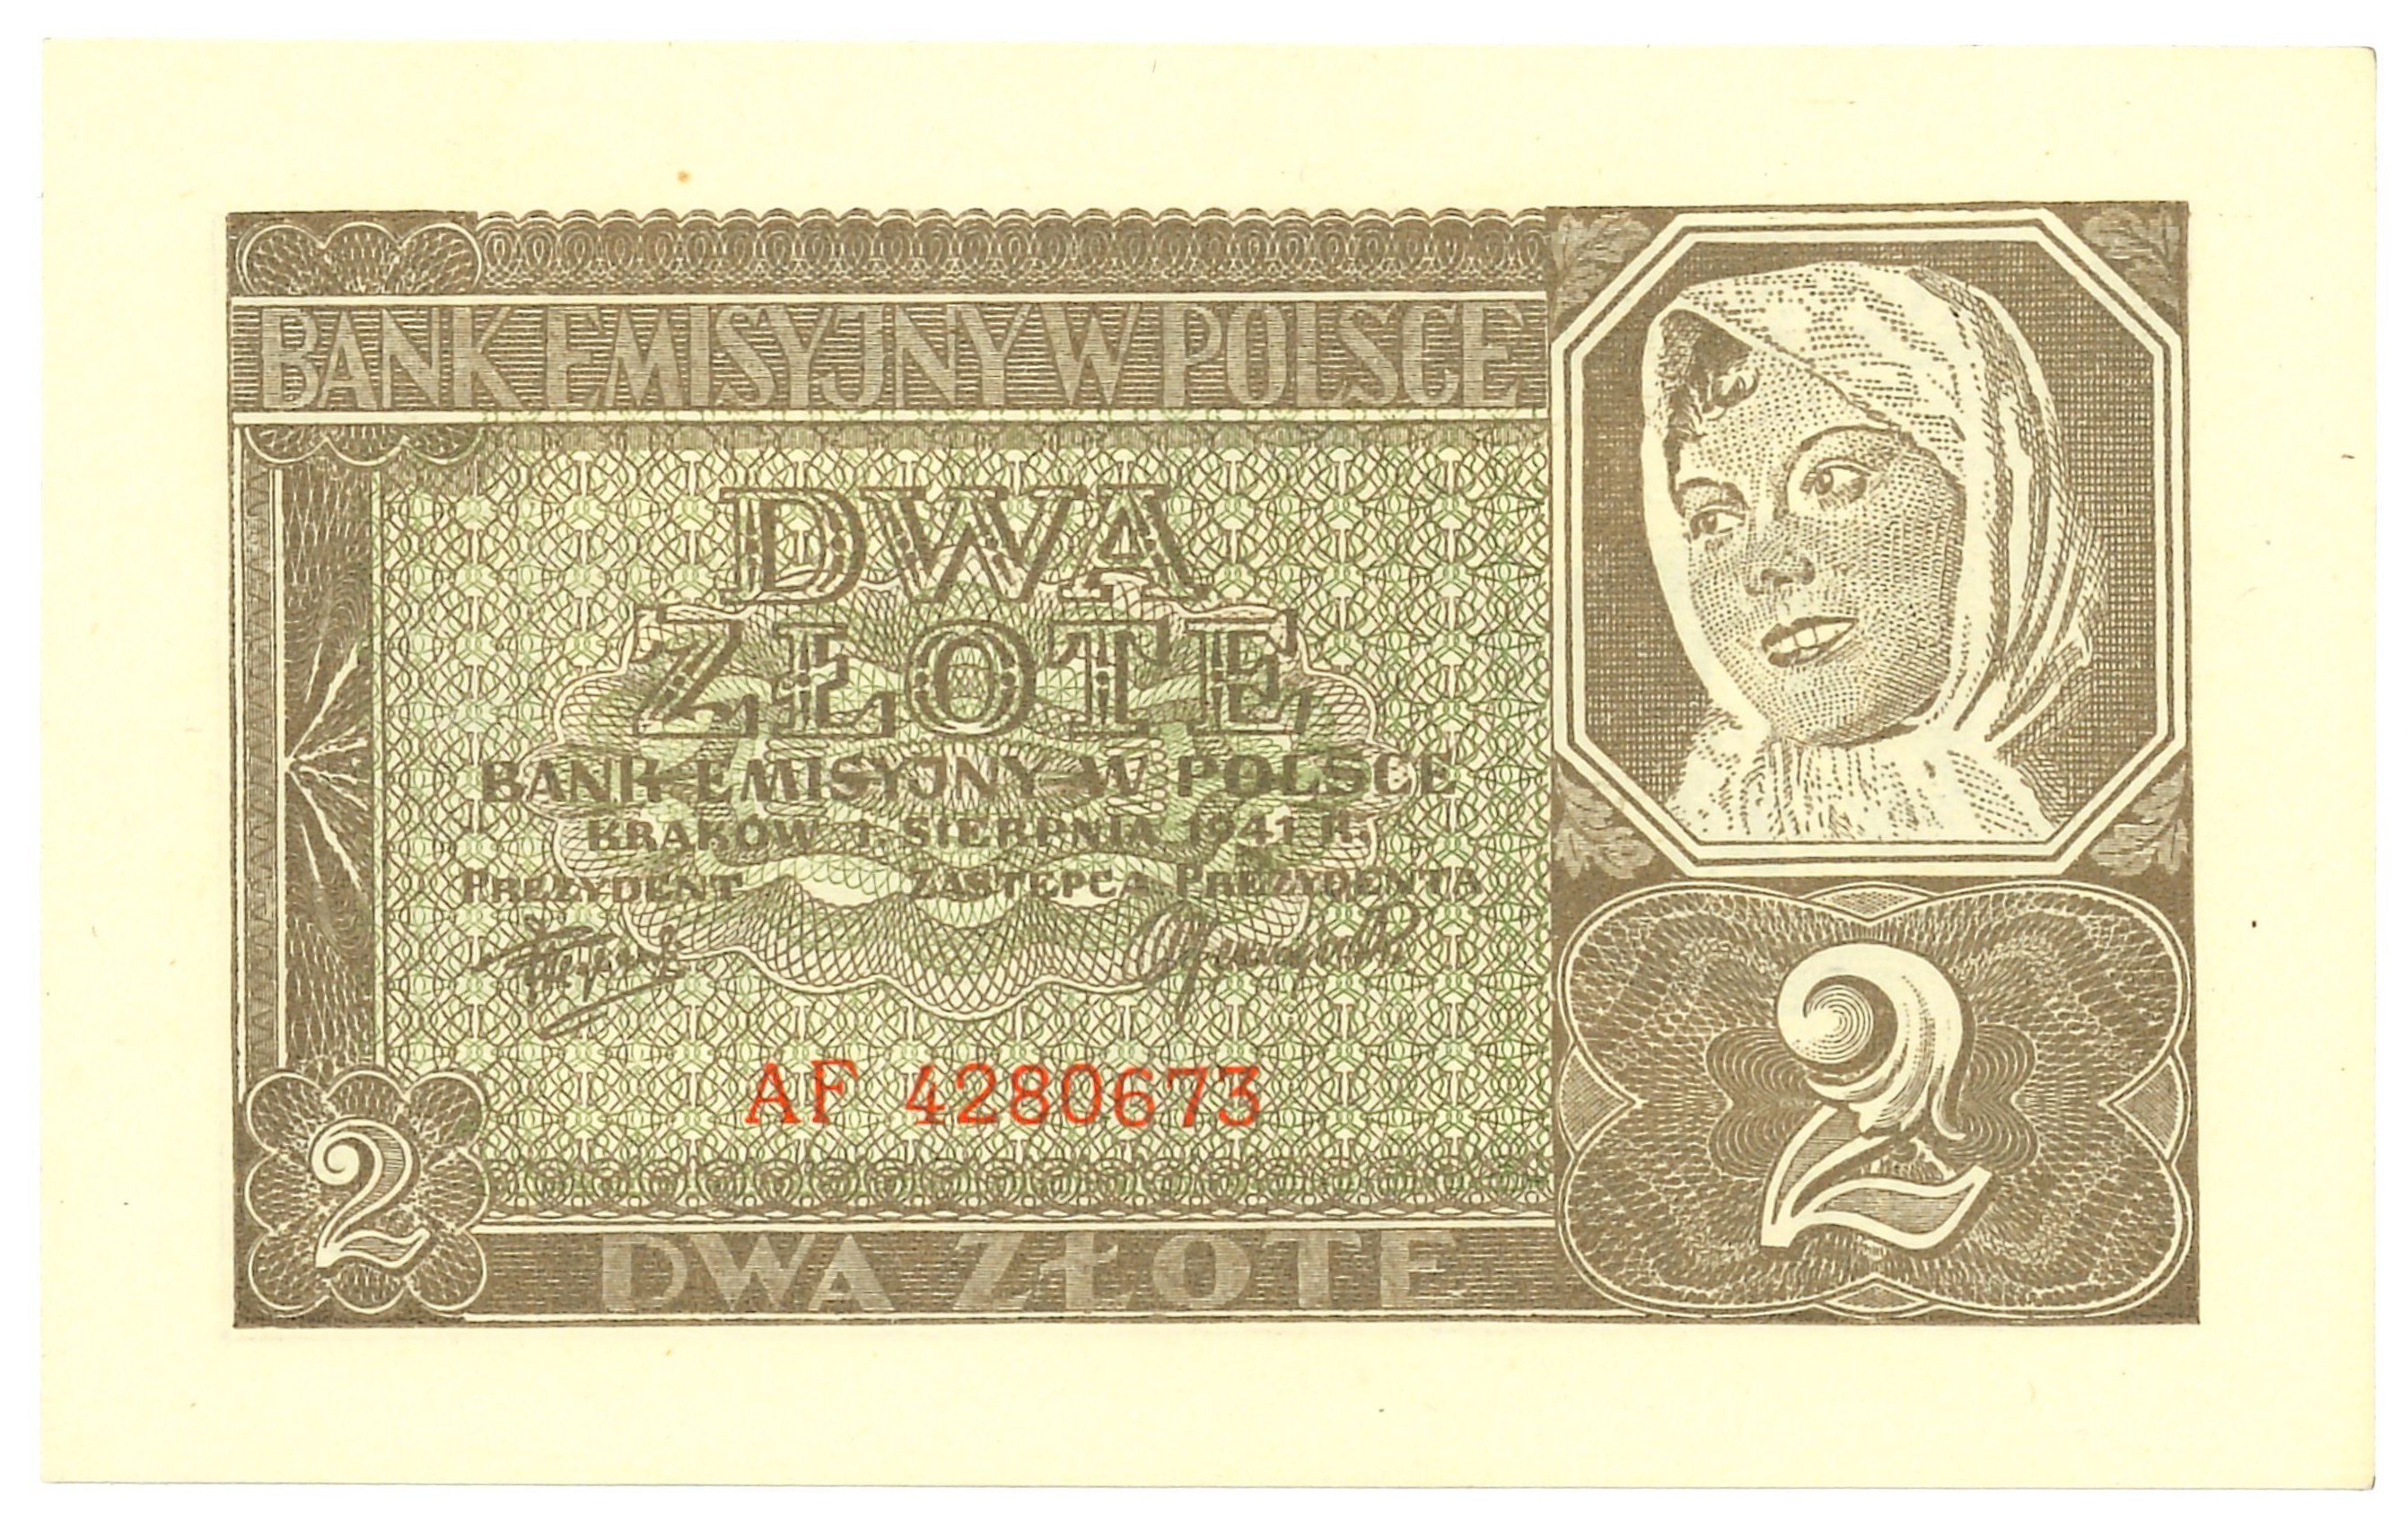 BANK EMISYJNY W POLSCE
DWA
ZŁOTE
BANK EMISYJNY W POLSCE
KRAKÓW 1. SIERPNIA 1941 R.
PREZYDENT ZASTĘPCA PREZYDENTA
AF 4280673
2
2
DWA ZŁOTE